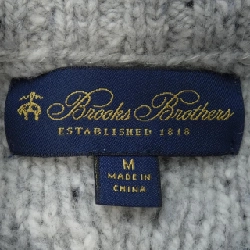 Brooks Brothers
ESTABLISHED 1818
M
MADE IN
CHINA